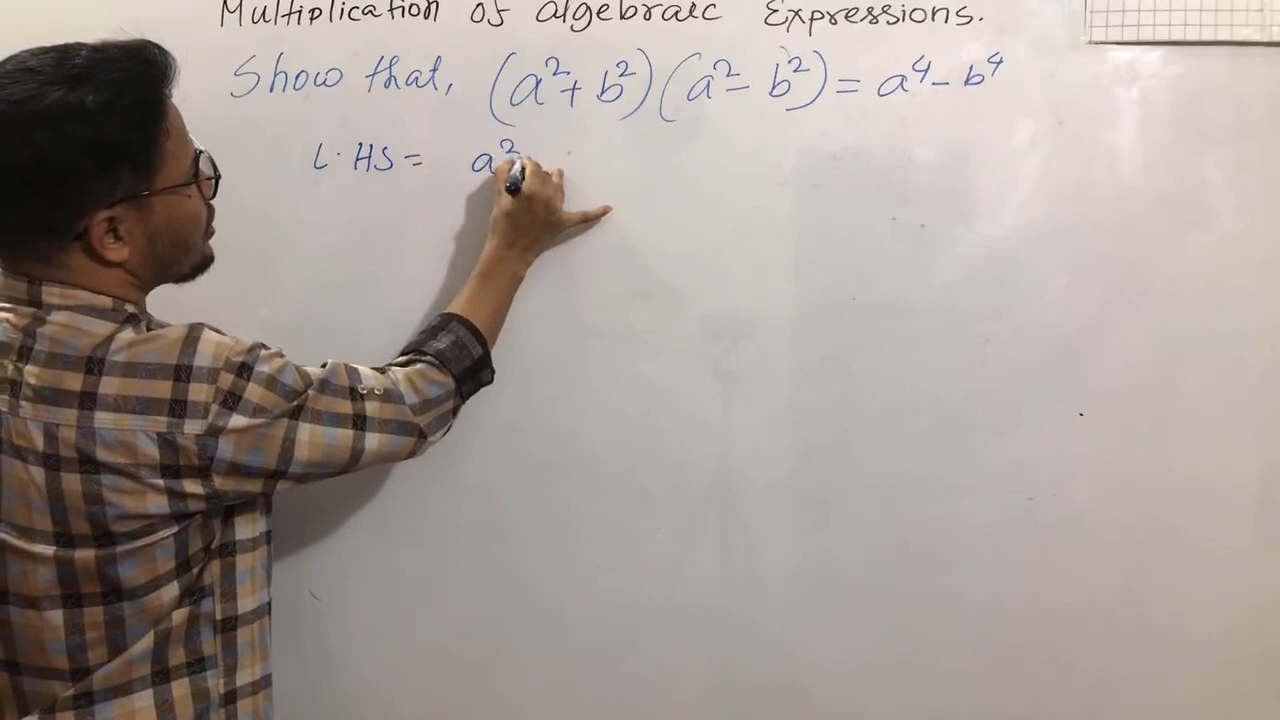 Multiplication of algebraic Expressions.
Show that, (a²+ b²)(a²- b²) = a⁴- b⁴
L.HS = a²